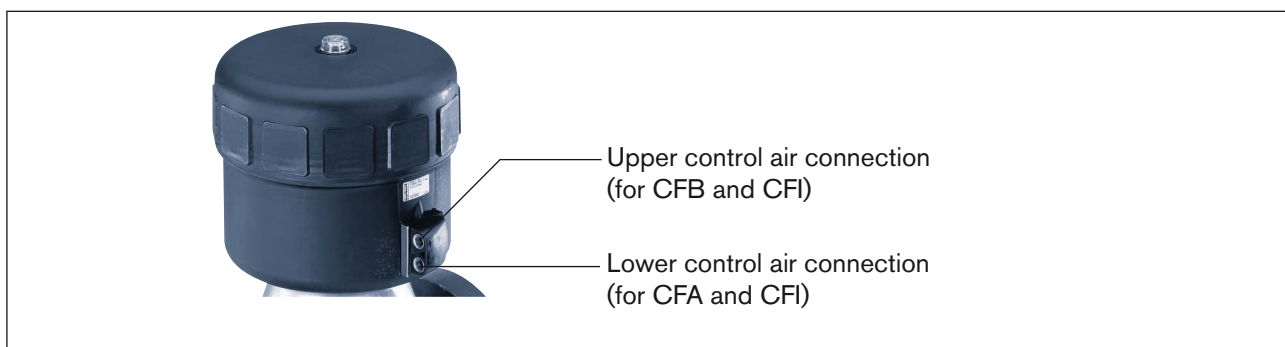 Upper control air connection
(for CFB and CFI)
Lower control air connection
(for CFA and CFI)